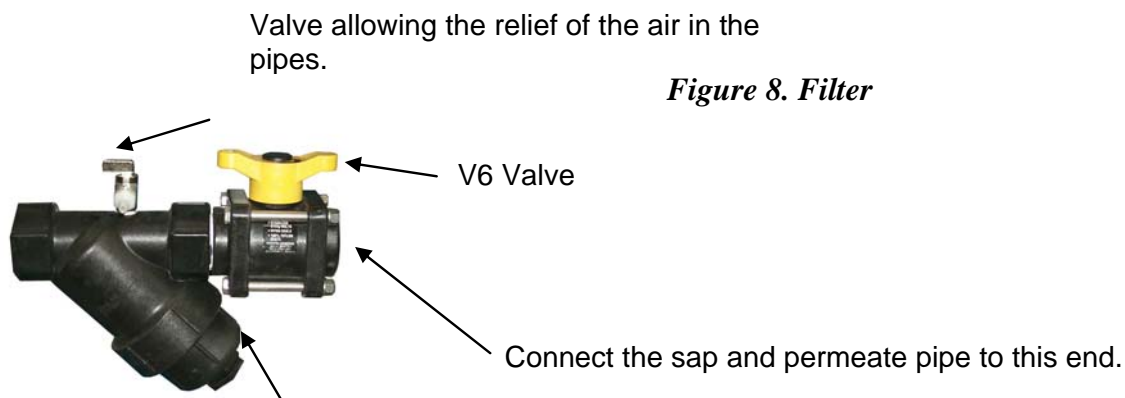 Valve allowing the relief of the air in the
pipes.
Figure 8. Filter
V6 Valve
Connect the sap and permeate pipe to this end.